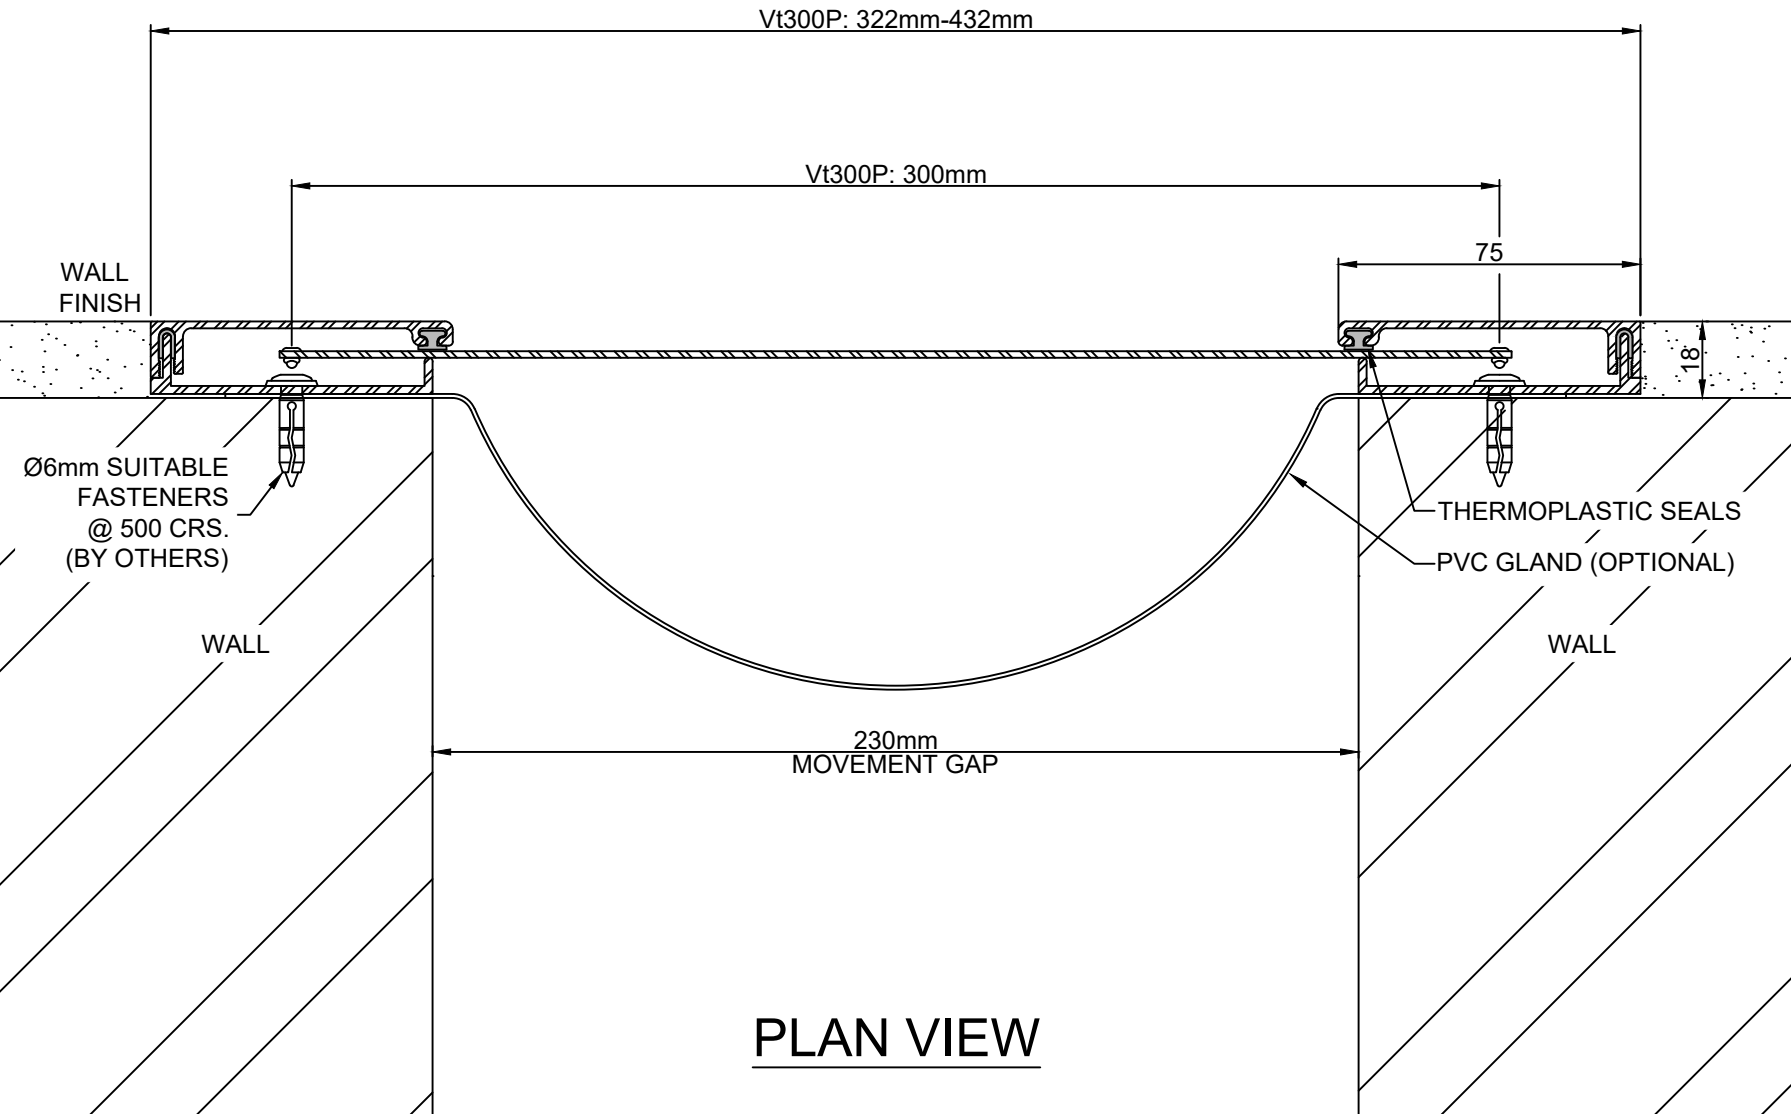 Vt300P: 322mm-432mm
Vt300P: 300mm
75
WALL
FINISH
18
Ø6mm SUITABLE
FASTENERS
@ 500 CRS.
(BY OTHERS)
THERMOPLASTIC SEALS
PVC GLAND (OPTIONAL)
WALL
WALL
230mm
MOVEMENT GAP
PLAN VIEW